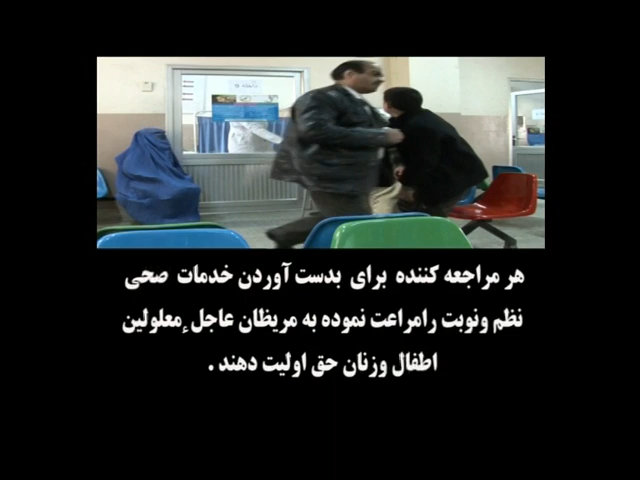 هر مراجعه کننده برای بدست آوردن خدمات صحی
نظم ونوبت رامراعت نموده به مریظان عاجل ٍ معلولین
اطفال وزنان حق اولیت دهند .